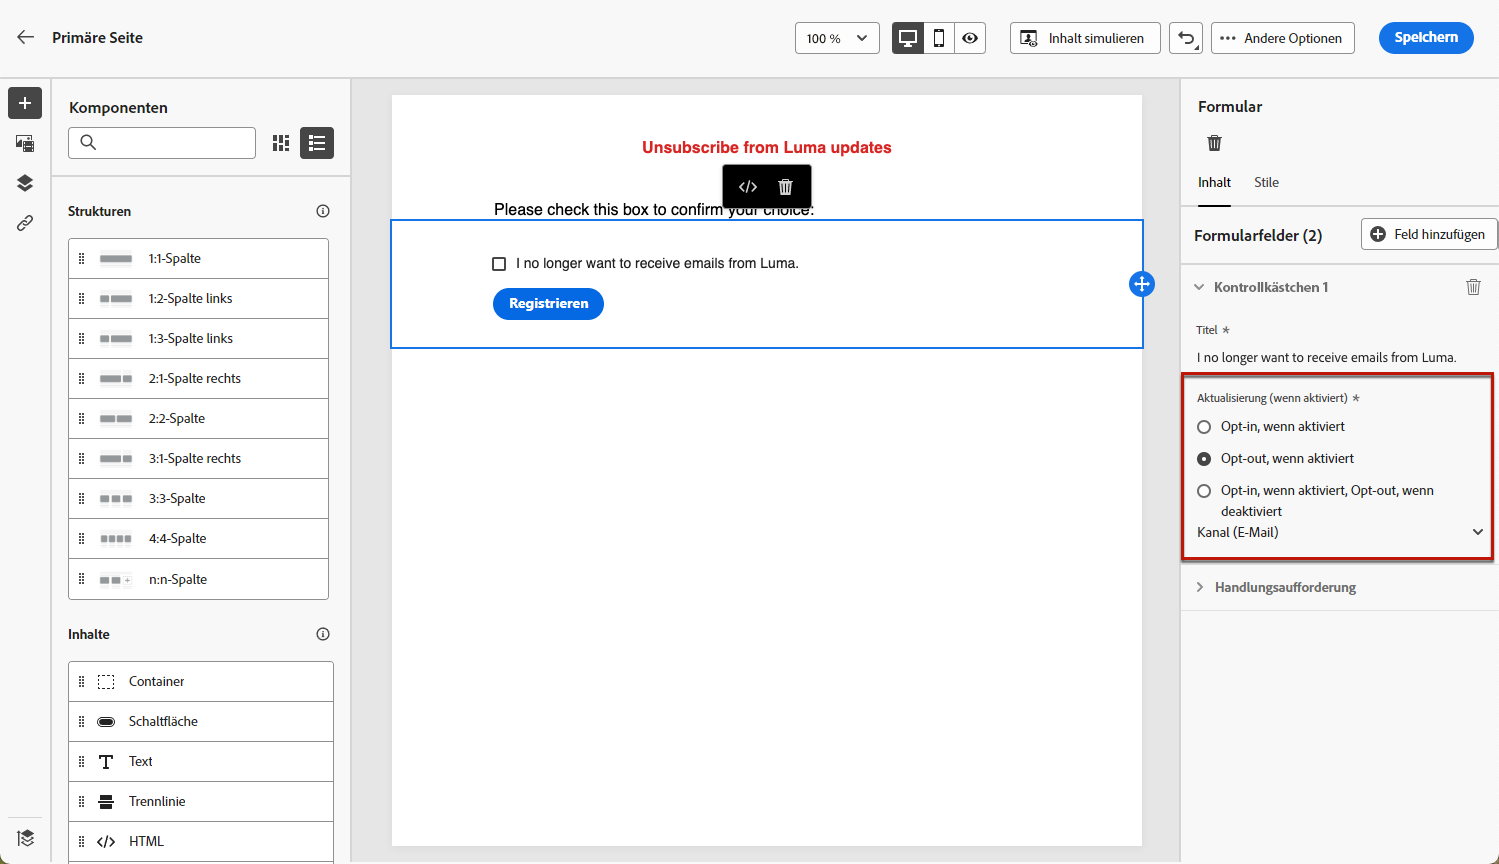 Primäre Seite
100 %
Inhalt simulieren
Andere Optionen
Speichern
Komponenten
Strukturen
1:1-Spalte
1:2-Spalte links
1:3-Spalte links
2:1-Spalte rechts
2:2-Spalte
3:1-Spalte rechts
3:3-Spalte
4:4-Spalte
n:n-Spalte
Inhalte
Container
Schaltfläche
Text
Trennlinie
HTML
Unsubscribe from Luma updates
Please check this box to confirm your choice:
I no longer want to receive emails from Luma.
Registrieren
Formular
Inhalt
Stile
Formularfelder (2)
Feld hinzufügen
Kontrollkästchen 1
Titel *
I no longer want to receive emails from Luma.
Aktualisierung (wenn aktiviert) *
Opt-in, wenn aktiviert
Opt-out, wenn aktiviert
Opt-in, wenn aktiviert, Opt-out, wenn
deaktiviert
Kanal (E-Mail)
Handlungsaufforderung